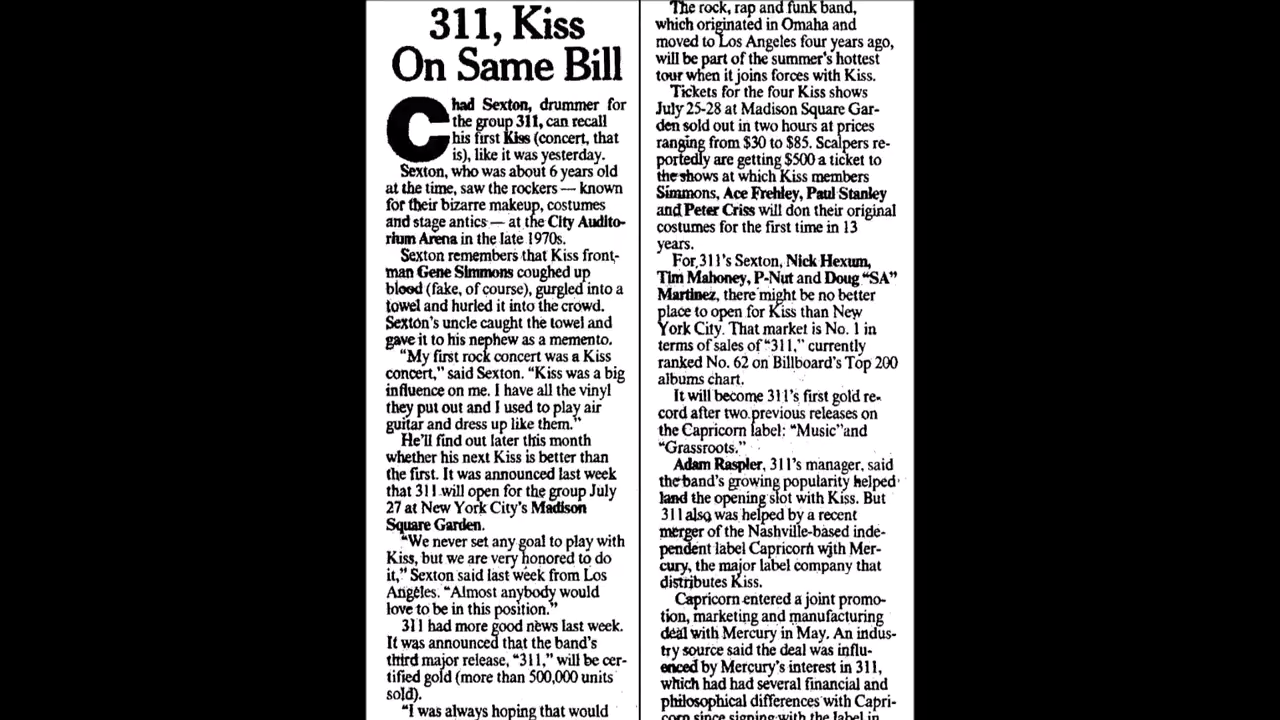 311, Kiss
On Same Bill
Chad Sexton, drummer for
the group 311, can recall
his first Kiss (concert, that
is), like it was yesterday.
Sexton, who was about 6 years old
at the time, saw the rockers — known
for their bizarre makeup, costumes
and stage antics — at the City Audito-
rium Arena in the late 1970s.
Sexton remembers that Kiss front-
man Gene Simmons coughed up
blood (fake, of course), gurgled into a
towel and hurled it into the crowd.
Sexton's uncle caught the towel and
gave it to his nephew as a memento.
"My first rock concert was a Kiss
concert," said Sexton. "Kiss was a big
influence on me. I have all the vinyl
they put out and I used to play air
guitar and dress up like them."
He'll find out later this month
whether his next Kiss is better than
the first. It was announced last week
that 311 will open for the group July
27 at New York City's Madison
Square Garden.
"We never set any goal to play with
Kiss, but we are very honored to do
it," Sexton said last week from Los
Angeles. "Almost anybody would
love to be in this position."
311 had more good news last week.
It was announced that the band's
third major release, "311," will be cer-
tified gold (more than 500,000 units
sold).
"I was always hoping that would
The rock, rap and funk band,
which originated in Omaha and
moved to Los Angeles four years ago,
will be part of the summer's hottest
tour when it joins forces with Kiss.
Tickets for the four Kiss shows
July 25-28 at Madison Square Gar-
den sold out in two hours at prices
ranging from $30 to $85. Scalpers re-
portedly are getting $500 a ticket to
the shows at which Kiss members
Simmons, Ace Frehley, Paul Stanley
and Peter Criss will don their original
costumes for the first time in 13
years.
For 311's Sexton, Nick Hexum,
Tim Mahoney, P-Nut and Doug "SA"
Martinez, there might be no better
place to open for Kiss than New
York City. That market is No. 1 in
terms of sales of "311," currently
ranked No. 62 on Billboard's Top 200
albums chart.
It will become 311's first gold re-
cord after two previous releases on
the Capricorn label: "Music" and
"Grassroots."
Adam Raspler, 311's manager, said
the band's growing popularity helped
land the opening slot with Kiss. But
311 also was helped by a recent
merger of the Nashville-based inde-
pendent label Capricorn with Mer-
cury, the major label company that
distributes Kiss.
Capricorn entered a joint promo-
tion, marketing and manufacturing
deal with Mercury in May. An indus-
try source said the deal was influ-
enced by Mercury's interest in 311,
which had had several financial and
philosophical differences with Capri-
corn since signing with the label in